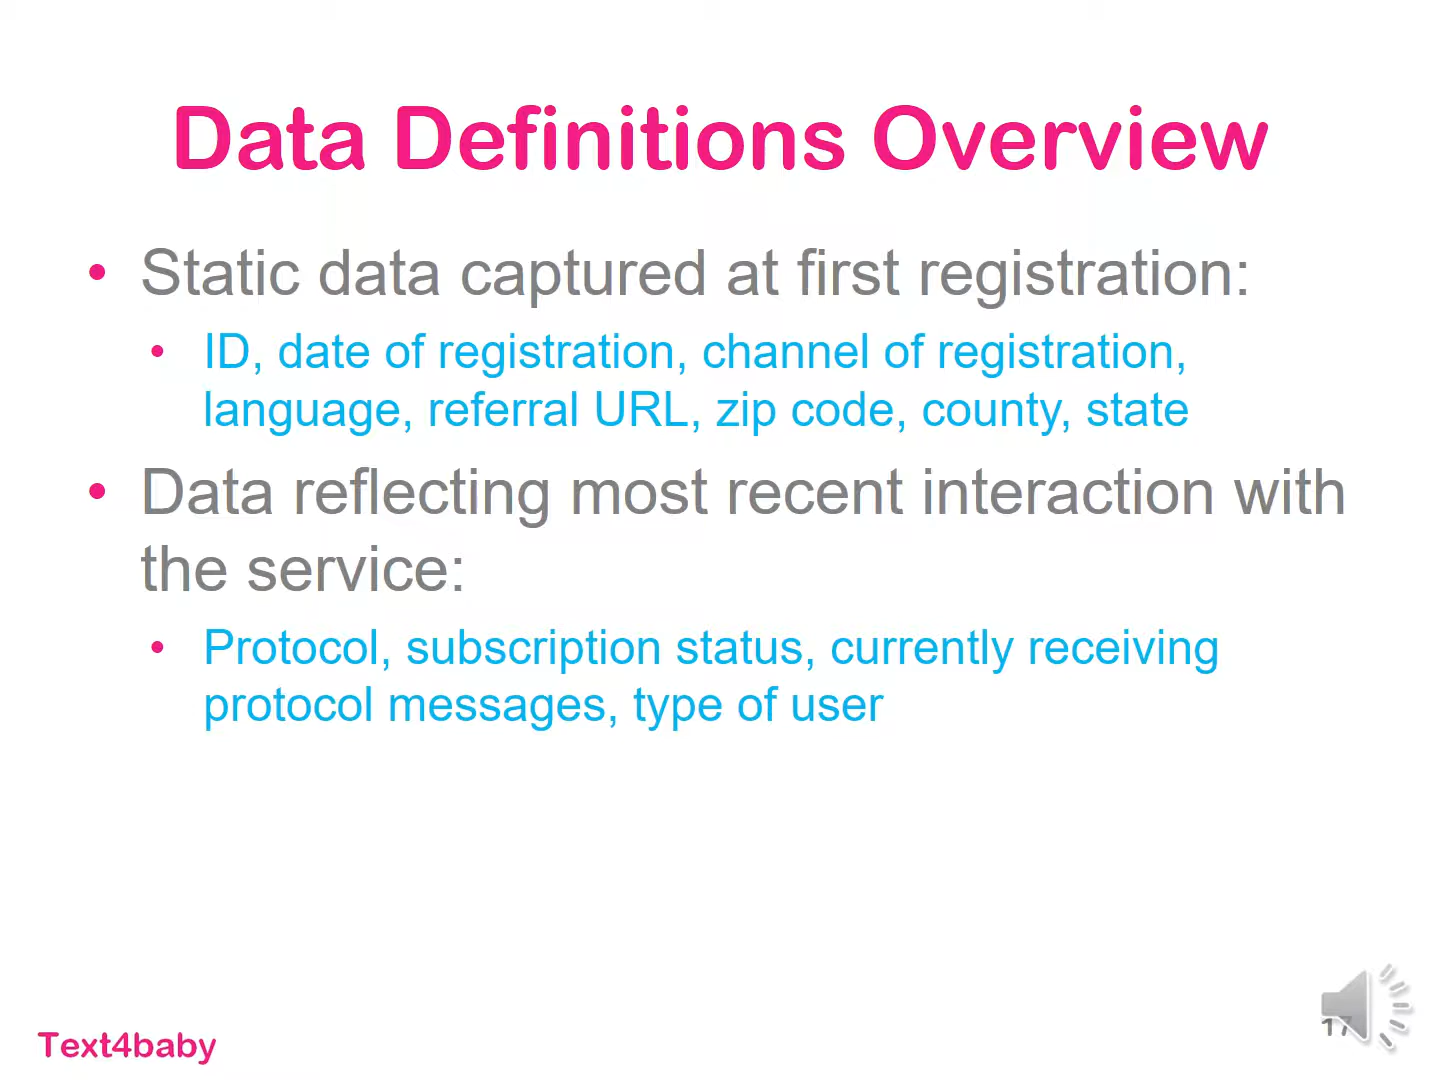 Data Definitions Overview
• Static data captured at first registration:
• ID, date of registration, channel of registration,
language, referral URL, zip code, county, state
• Data reflecting most recent interaction with
the service:
• Protocol, subscription status, currently receiving
protocol messages, type of user
Text4baby
17